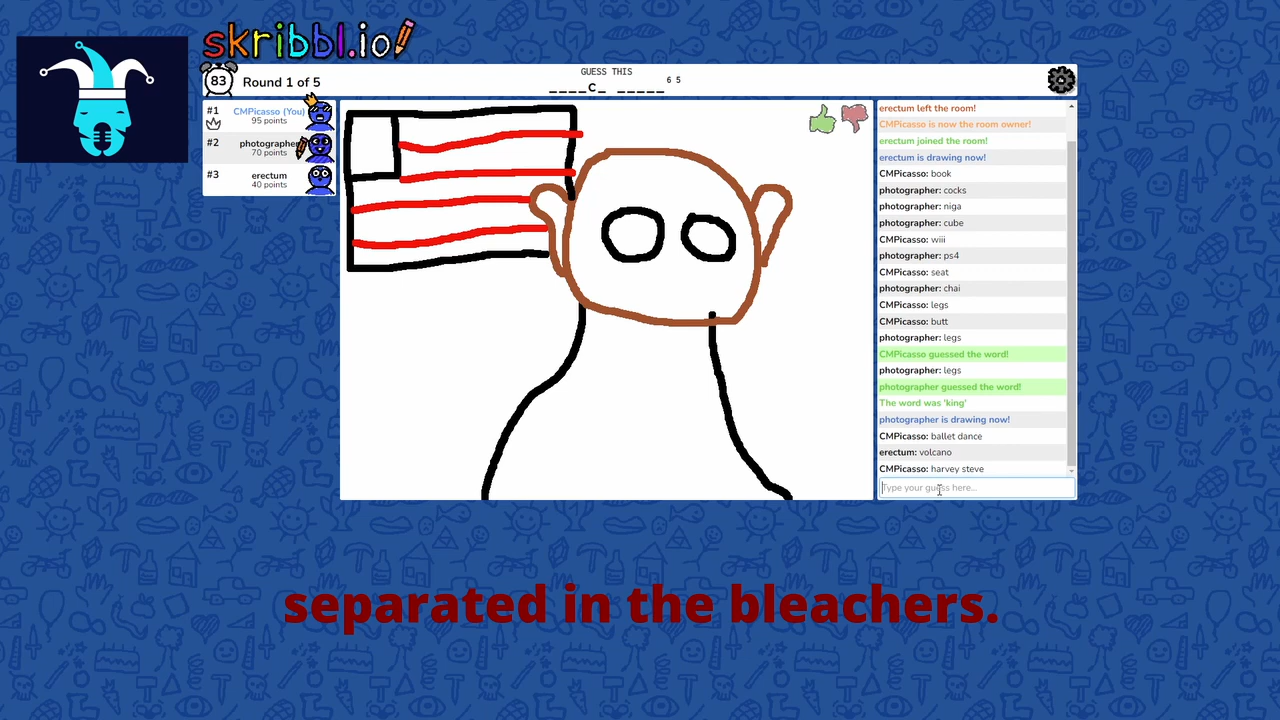 skribbl.io
83
Round 1 of 5
GUESS THIS
____c_ _____ 6 5
#1
CMPicasso (You)
95 points
#2
photographer
70 points
#3
erectum
40 points
erectum left the room!
CMPicasso is now the room owner!
erectum joined the room!
erectum is drawing now!
CMPicasso: book
photographer: cocks
photographer: niga
photographer: cube
CMPicasso: wiii
photographer: ps4
CMPicasso: seat
photographer: chai
CMPicasso: legs
CMPicasso: butt
photographer: legs
CMPicasso guessed the word!
photographer: legs
photographer guessed the word!
The word was 'king'
photographer is drawing now!
CMPicasso: ballet dance
erectum: volcano
CMPicasso: harvey steve
Type your guess here...
separated in the bleachers.